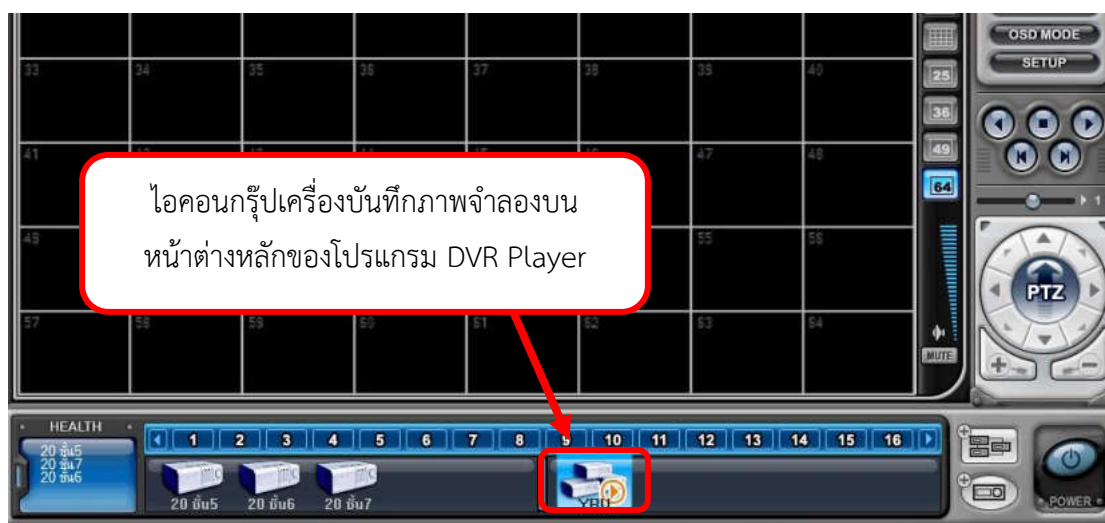 OSD MODE
SETUP
33 34 35 36 37 38 39 40
25
36
41 47 48
49
64
ไอคอนกรุ๊ปเครื่องบันทึกภาพจำลองบน
หน้าต่างหลักของโปรแกรม DVR Player
49 55 56
PTZ
57 58 59 60 61 62 63 64
MUTE
HEALTH
20 ชั้น5
20 ชั้น7
20 ชั้น6
1 2 3 4 5 6 7 8 9 10 11 12 13 14 15 16
20 ชั้น5 20 ชั้น6 20 ชั้น7
YRU
POWER
1